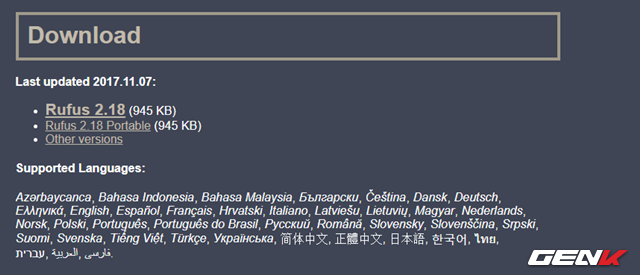 Download
Last updated 2017.11.07:
• Rufus 2.18 (945 KB)
• Rufus 2.18 Portable (945 KB)
• Other versions
Supported Languages:
Azərbaycanca, Bahasa Indonesia, Bahasa Malaysia, Български, Čeština, Dansk, Deutsch,
Ελληνικά, English, Español, Français, Hrvatski, Italiano, Latviešu, Lietuvių, Magyar, Nederlands,
Norsk, Polski, Português, Português do Brasil, Русский, Română, Slovensky, Slovenščina, Srpski,
Suomi, Svenska, Tiếng Việt, Türkçe, Українська, 简体中文, 正體中文, 日本語, 한국어, ไทย,
עברית, العربية, فارسی.
GENK